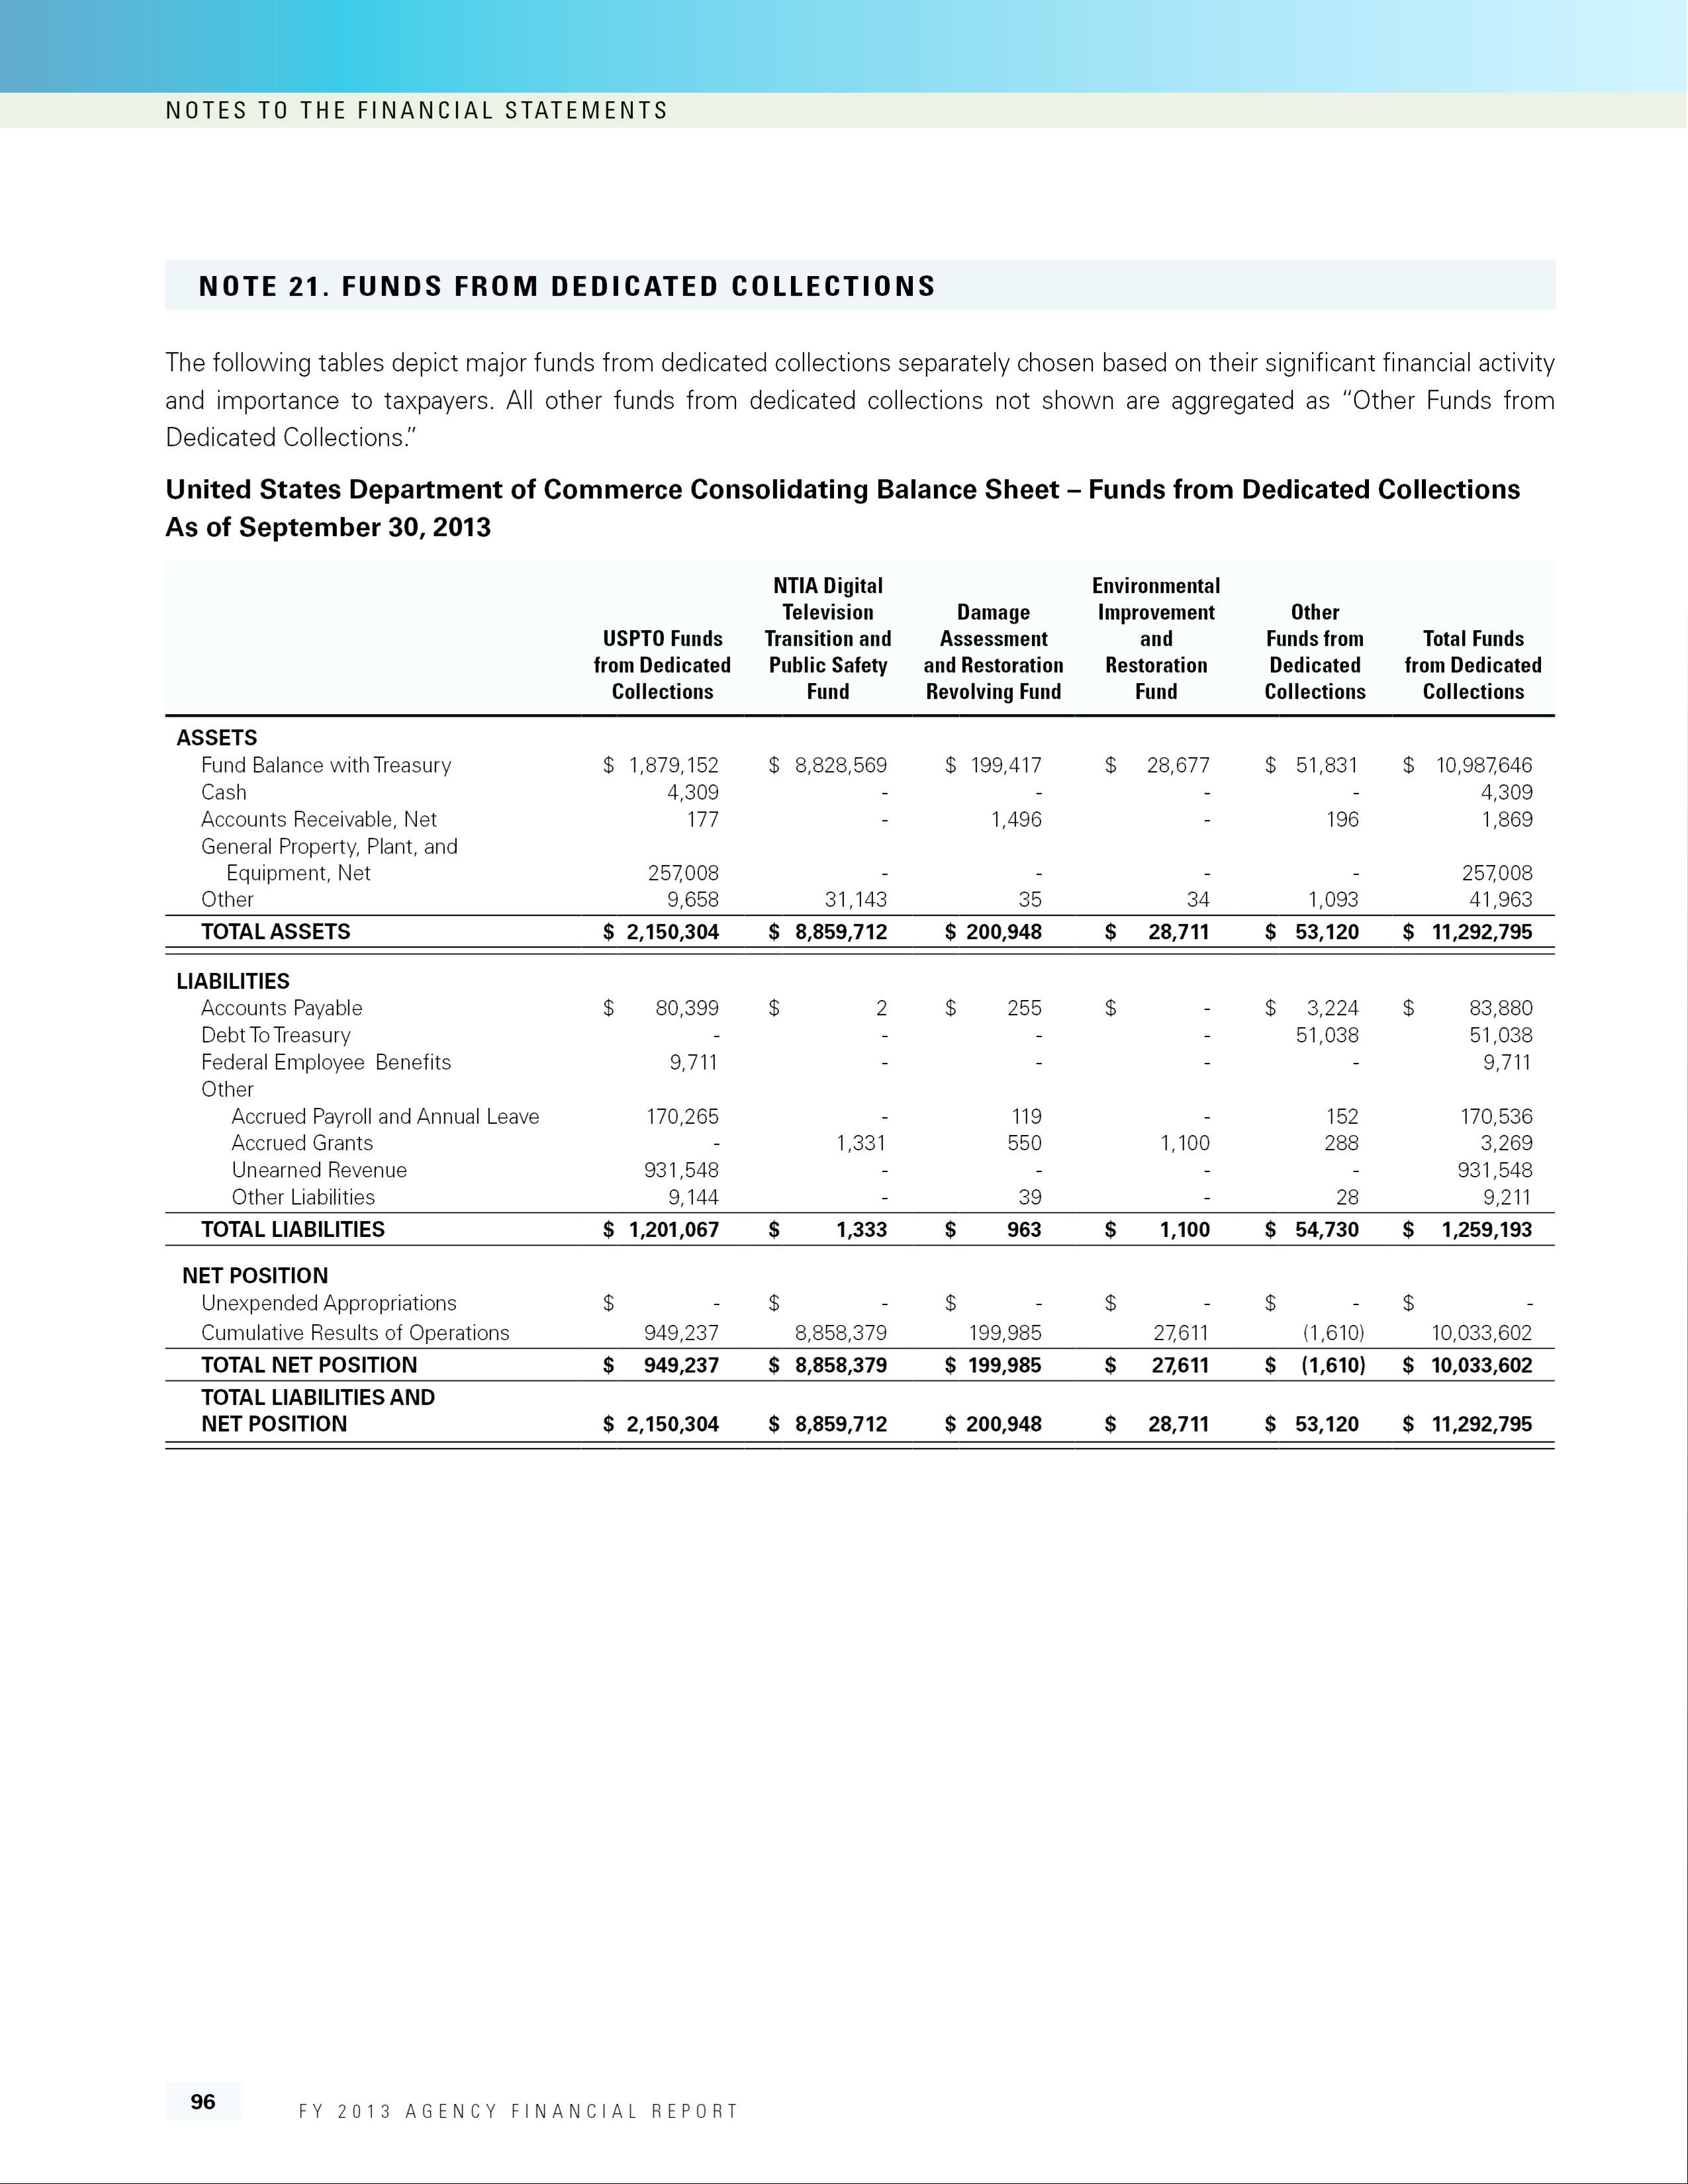 NOTES TO THE FINANCIAL STATEMENTS
NOTE 21. FUNDS FROM DEDICATED COLLECTIONS
The following tables depict major funds from dedicated collections separately chosen based on their significant financial activity
and importance to taxpayers. All other funds from dedicated collections not shown are aggregated as “Other Funds from
Dedicated Collections.”
United States Department of Commerce Consolidating Balance Sheet – Funds from Dedicated Collections
As of September 30, 2013
USPTO Funds from Dedicated Collections
NTIA Digital Television Transition and Public Safety Fund
Damage Assessment and Restoration Revolving Fund
Environmental Improvement and Restoration Fund
Other Funds from Dedicated Collections
Total Funds from Dedicated Collections
ASSETS
Fund Balance with Treasury $ 1,879,152 $ 8,828,569 $ 199,417 $ 28,677 $ 51,831 $ 10,987,646
Cash 4,309 - - - - 4,309
Accounts Receivable, Net 177 - 1,496 - 196 1,869
General Property, Plant, and
Equipment, Net 257,008 - - - - 257,008
Other 9,658 31,143 35 34 1,093 41,963
TOTAL ASSETS $ 2,150,304 $ 8,859,712 $ 200,948 $ 28,711 $ 53,120 $ 11,292,795
LIABILITIES
Accounts Payable $ 80,399 $ 2 $ 255 $ - $ 3,224 $ 83,880
Debt To Treasury - - - - 51,038 51,038
Federal Employee Benefits 9,711 - - - - 9,711
Other
Accrued Payroll and Annual Leave 170,265 - 119 - 152 170,536
Accrued Grants - 1,331 550 1,100 288 3,269
Unearned Revenue 931,548 - - - - 931,548
Other Liabilities 9,144 - 39 - 28 9,211
TOTAL LIABILITIES $ 1,201,067 $ 1,333 $ 963 $ 1,100 $ 54,730 $ 1,259,193
NET POSITION
Unexpended Appropriations $ - $ - $ - $ - $ - $ -
Cumulative Results of Operations 949,237 8,858,379 199,985 27,611 (1,610) 10,033,602
TOTAL NET POSITION $ 949,237 $ 8,858,379 $ 199,985 $ 27,611 $ (1,610) $ 10,033,602
TOTAL LIABILITIES AND
NET POSITION $ 2,150,304 $ 8,859,712 $ 200,948 $ 28,711 $ 53,120 $ 11,292,795
96
FY 2013 AGENCY FINANCIAL REPORT